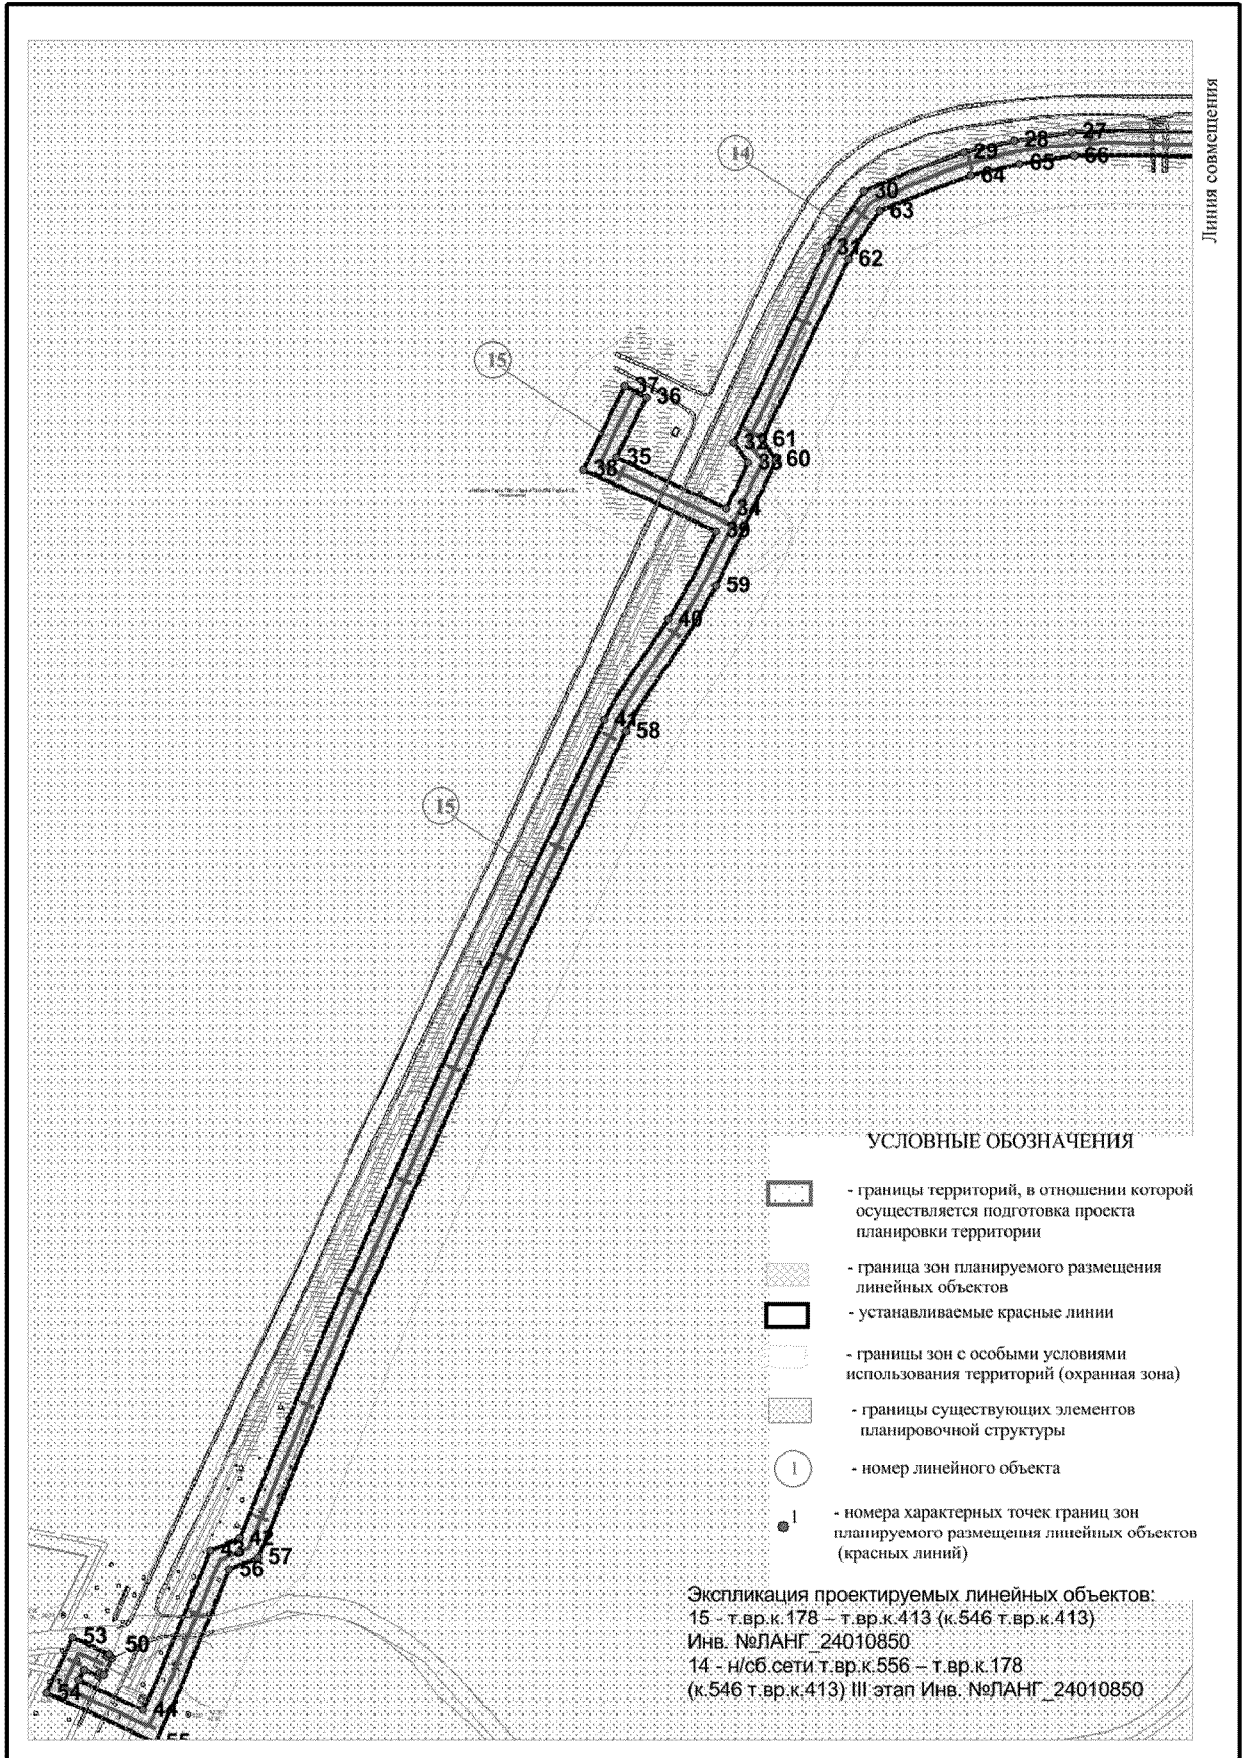 Линия совмещения
27
28
29
66
65
64
14
30
63
31
62
15
37
36
32
61
35
33
60
38
34
39
59
40
41
58
15
УСЛОВНЫЕ ОБОЗНАЧЕНИЯ
- границы территорий, в отношении которой
осуществляется подготовка проекта
планировки территории
- граница зон планируемого размещения
линейных объектов
- устанавливаемые красные линии
- границы зон с особыми условиями
использования территорий (охранная зона)
- границы существующих элементов
планировочной структуры
1 - номер линейного объекта
1 - номера характерных точек границ зон
планируемого размещения линейных объектов
(красных линий)
42
43
57
56
53
50
54
44
55
Экспликация проектируемых линейных объектов:
15 - т.вр.к.178 – т.вр.к.413 (к.546 т.вр.к.413)
Инв. №ЛАНГ_24010850
14 - н/сб.сети т.вр.к.556 – т.вр.к.178
(к.546 т.вр.к.413) III этап Инв. №ЛАНГ_24010850